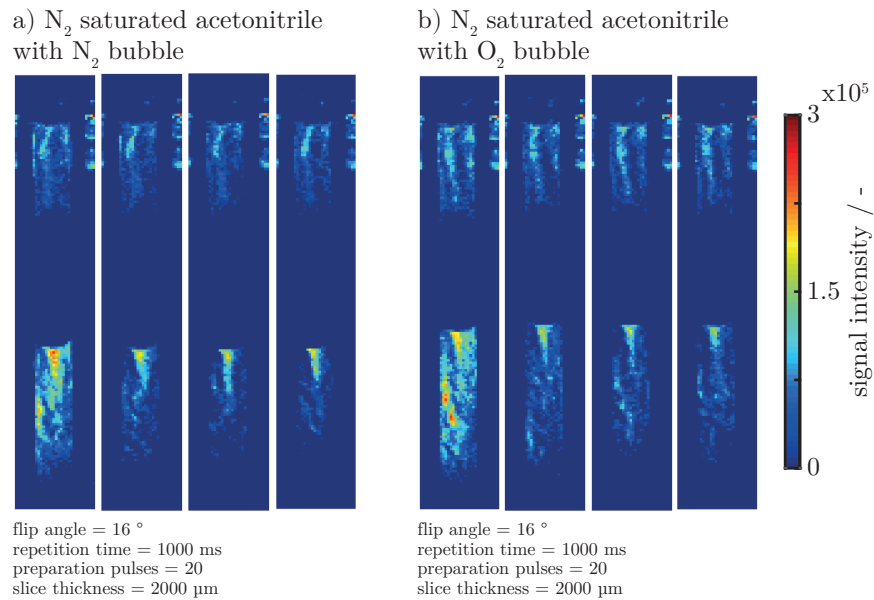 a) N₂ saturated acetonitrile
with N₂ bubble
b) N₂ saturated acetonitrile
with O₂ bubble
x10⁵
3
1.5
0
signal intensity / -
flip angle = 16 °
repetition time = 1000 ms
preparation pulses = 20
slice thickness = 2000 µm
flip angle = 16 °
repetition time = 1000 ms
preparation pulses = 20
slice thickness = 2000 µm